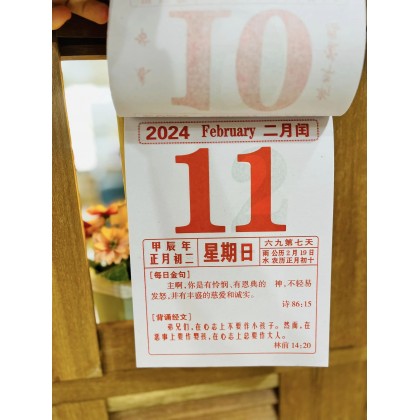 10
2024 February 二月闰
11
甲辰年
正月初二
星期日
六九第七天
雨 公历2月19日
水 农历正月初十
[每日金句]
主啊,你是有怜悯、有恩典的 神,不轻易
发怒,并有丰盛的慈爱和诚实。
诗86:15
[背诵经文]
弟兄们,在心志上不要作小孩子。然而,在
恶事上要作婴孩,在心志上总要作大人。
林前14:20